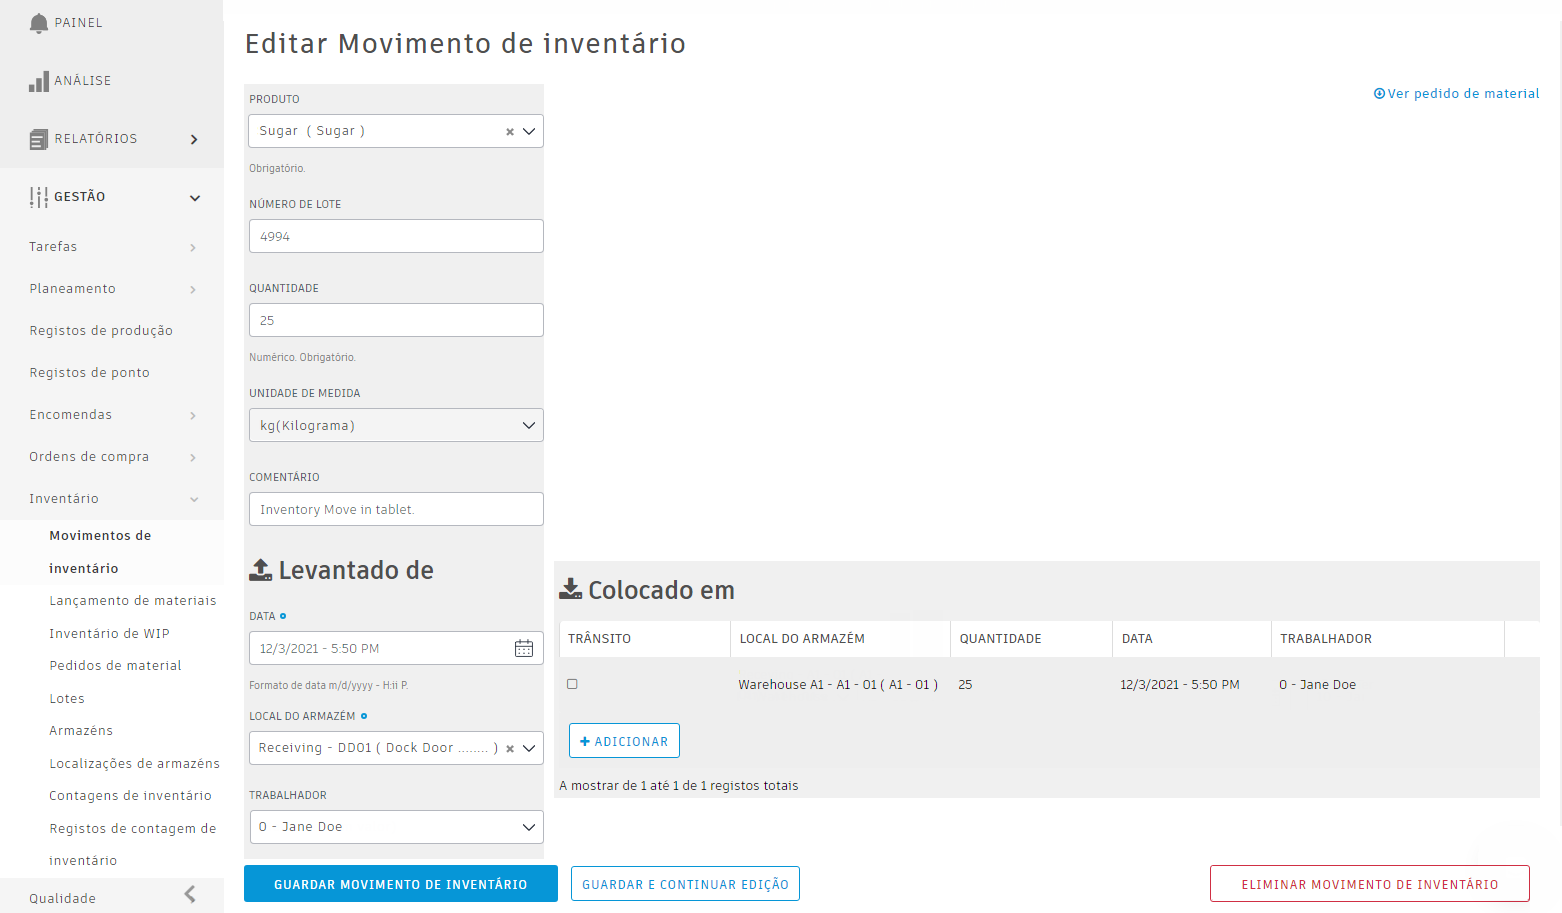 PAINEL
ANÁLISE
RELATÓRIOS
GESTÃO
Tarefas
Planeamento
Registos de produção
Registos de ponto
Encomendas
Ordens de compra
Inventário
Movimentos de
inventário
Lançamento de materiais
Inventário de WIP
Pedidos de material
Lotes
Armazéns
Localizações de armazéns
Contagens de inventário
Registos de contagem de
inventário
Qualidade
Editar Movimento de inventário
Ver pedido de material
PRODUTO
Sugar ( Sugar )
Obrigatório.
NÚMERO DE LOTE
4994
QUANTIDADE
25
Numérico. Obrigatório.
UNIDADE DE MEDIDA
kg(Kilograma)
COMENTÁRIO
Inventory Move in tablet.
Levantado de
DATA
12/3/2021 - 5:50 PM
Formato de data m/d/yyyy - H:ii P.
LOCAL DO ARMAZÉM
Receiving - DD01 ( Dock Door ........ )
TRABALHADOR
0 - Jane Doe
Colocado em
TRÂNSITO LOCAL DO ARMAZÉM QUANTIDADE DATA TRABALHADOR
Warehouse A1 - A1 - 01 ( A1 - 01 ) 25 12/3/2021 - 5:50 PM 0 - Jane Doe
ADICIONAR
A mostrar de 1 até 1 de 1 registos totais
GUARDAR MOVIMENTO DE INVENTÁRIO GUARDAR E CONTINUAR EDIÇÃO ELIMINAR MOVIMENTO DE INVENTÁRIO